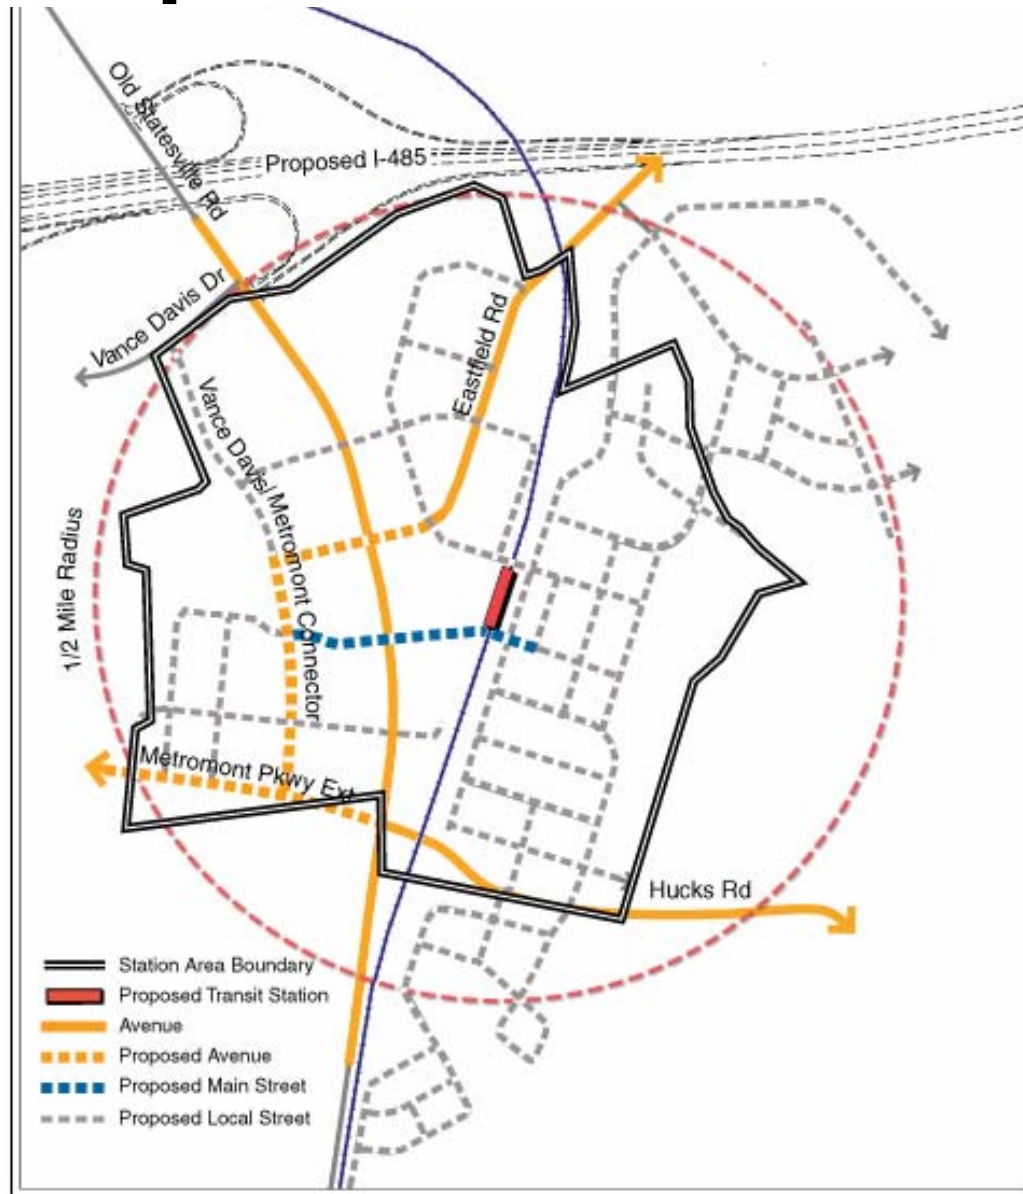 Old Statesville Rd
Proposed I-485
Vance Davis Dr
Eastfield Rd
Vance Davis/ Metromont Connector
1/2 Mile Radius
Metromont Pkwy Ext
Hucks Rd
Station Area Boundary
Proposed Transit Station
Avenue
Proposed Avenue
Proposed Main Street
Proposed Local Street